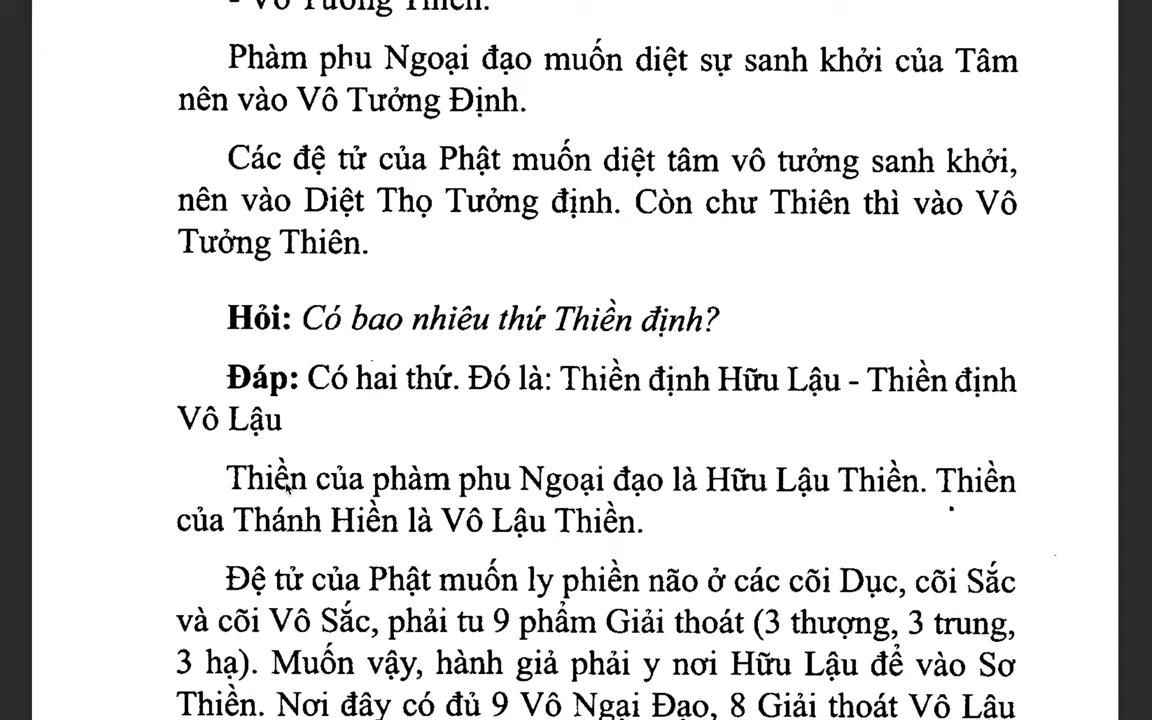 - Vô Tưởng Thiên.
Phàm phu Ngoại đạo muốn diệt sự sanh khởi của Tâm
nên vào Vô Tưởng Định.
Các đệ tử của Phật muốn diệt tâm vô tưởng sanh khởi,
nên vào Diệt Thọ Tưởng định. Còn chư Thiên thì vào Vô
Tưởng Thiên.
Hỏi: Có bao nhiêu thứ Thiền định?
Đáp: Có hai thứ. Đó là: Thiền định Hữu Lậu - Thiền định
Vô Lậu
Thiền của phàm phu Ngoại đạo là Hữu Lậu Thiền. Thiền
của Thánh Hiền là Vô Lậu Thiền.
Đệ tử của Phật muốn ly phiền não ở các cõi Dục, cõi Sắc
và cõi Vô Sắc, phải tu 9 phẩm Giải thoát (3 thượng, 3 trung,
3 hạ). Muốn vậy, hành giả phải y nơi Hữu Lậu để vào Sơ
Thiền. Nơi đây có đủ 9 Vô Ngại Đạo, 8 Giải thoát Vô Lậu